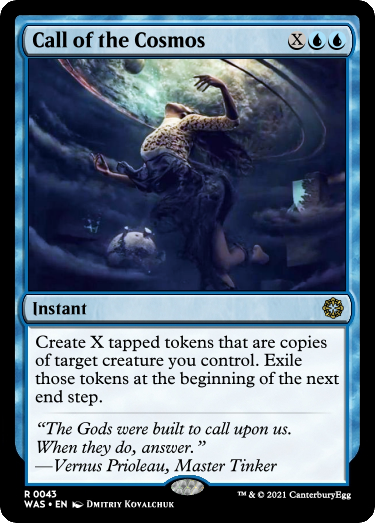 Call of the Cosmos X
Instant
Create X tapped tokens that are copies
of target creature you control. Exile
those tokens at the beginning of the next
end step.
“The Gods were built to call upon us.
When they do, answer.”
—Vernus Prioleau, Master Tinker
R 0043
WAS • EN Dmitriy Kovalchuk ™ & © 2021 CanterburyEgg